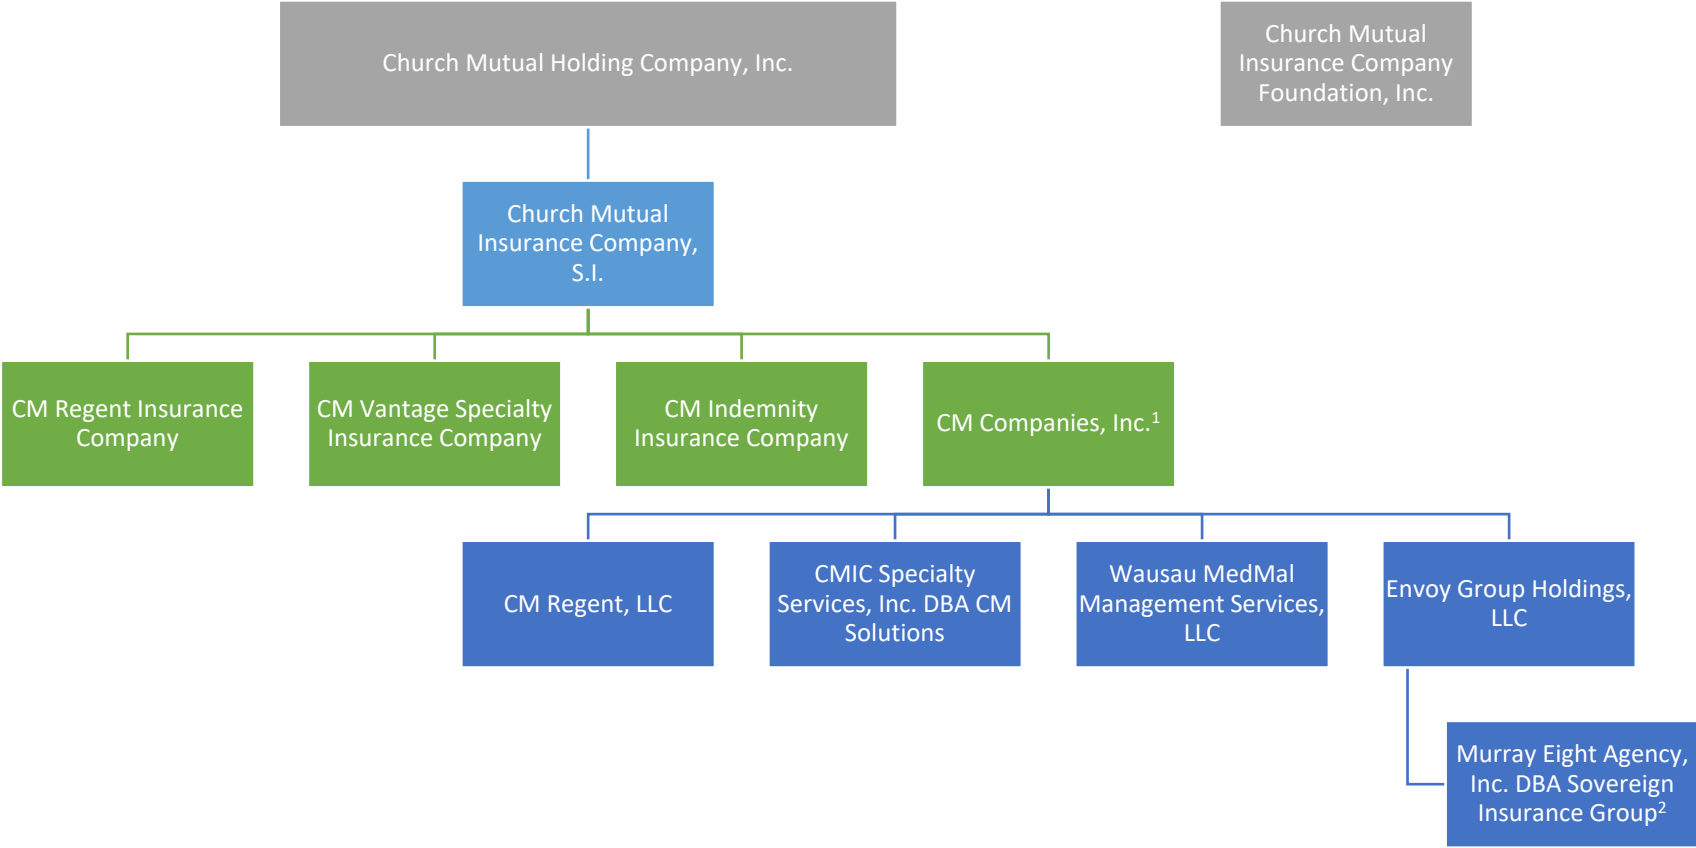 Church Mutual Holding Company, Inc.
Church Mutual
Insurance Company
Foundation, Inc.
Church Mutual
Insurance Company,
S.I.
CM Regent Insurance
Company
CM Vantage Specialty
Insurance Company
CM Indemnity
Insurance Company
CM Companies, Inc.¹
CM Regent, LLC
CMIC Specialty
Services, Inc. DBA CM
Solutions
Wausau MedMal
Management Services,
LLC
Envoy Group Holdings,
LLC
Murray Eight Agency,
Inc. DBA Sovereign
Insurance Group²